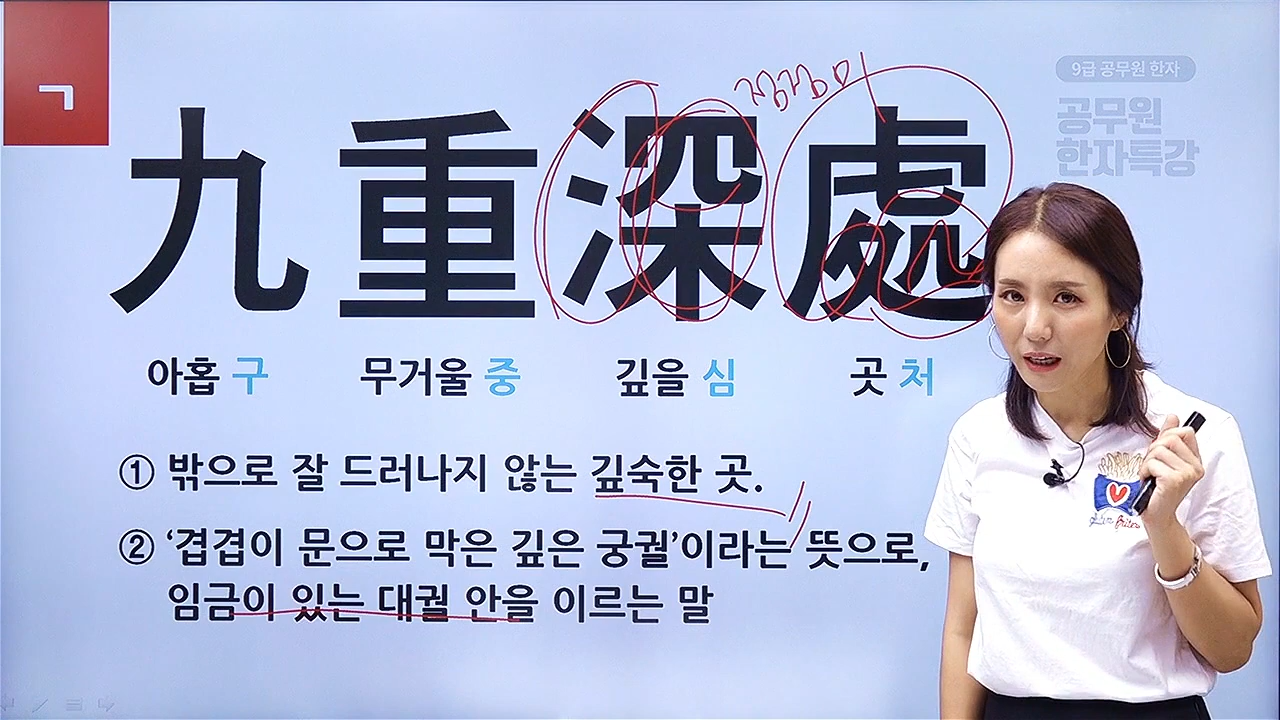 ㄱ
9급 공무원 한자
공무원
한자특강
점점 미
九重深處
아홉 구 무거울 중 깊을 심 곳 처
① 밖으로 잘 드러나지 않는 깊숙한 곳.
② ‘겹겹이 문으로 막은 깊은 궁궐’이라는 뜻으로,
임금이 있는 대궐 안을 이르는 말